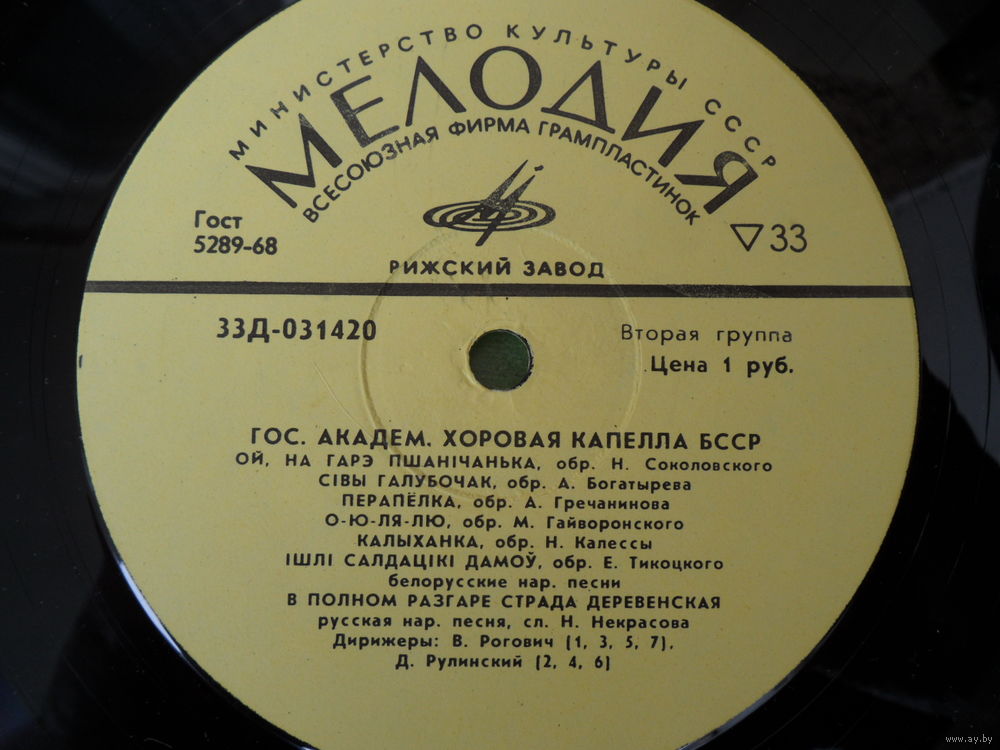 МИНИСТЕРСТВО КУЛЬТУРЫ СССР
МЕЛОДИЯ
ВСЕСОЮЗНАЯ ФИРМА ГРАМПЛАСТИНОК
Гост
5289-68
▽33
РИЖСКИЙ ЗАВОД
33Д-031420
Вторая группа
Цена 1 руб.
ГОС. АКАДЕМ. ХОРОВАЯ КАПЕЛЛА БССР
ОЙ, НА ГАРЭ ПШАНІЧАНЬКА, обр. Н. Соколовского
СІВЫ ГАЛУБОЧАК, обр. А. Богатырева
ПЕРАПЁЛКА, обр. А. Гречанинова
О-Ю-ЛЯ-ЛЮ, обр. М. Гайворонского
КАЛЫХАНКА, обр. Н. Калессы
ІШЛІ САЛДАЦІКІ ДАМОЎ, обр. Е. Тикоцкого
белорусские нар. песни
В ПОЛНОМ РАЗГАРЕ СТРАДА ДЕРЕВЕНСКАЯ
русская нар. песня, сл. Н. Некрасова
Дирижеры: В. Рогович (1, 3, 5, 7),
Д. Рулинский (2, 4, 6)
www.ay.by